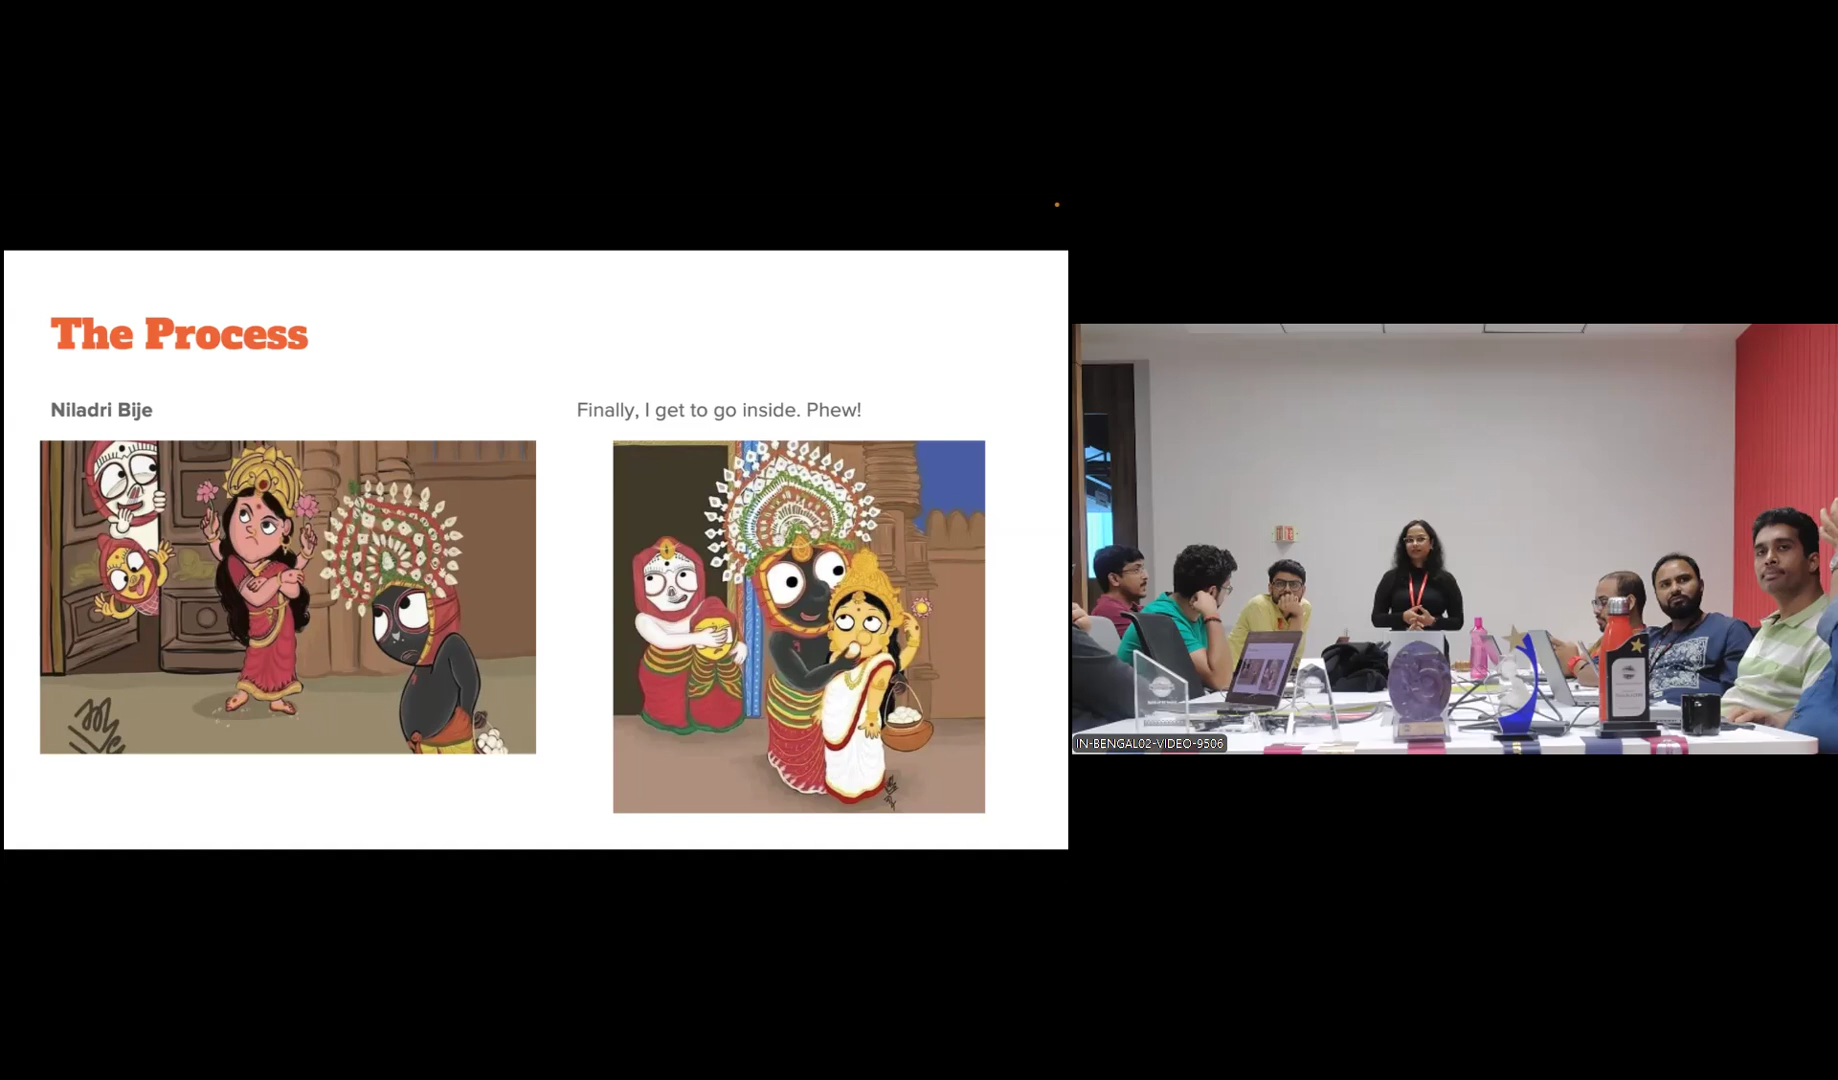 The Process
Niladri Bije
Finally, I get to go inside. Phew!
IN-BENGAL02-VIDEO-9506